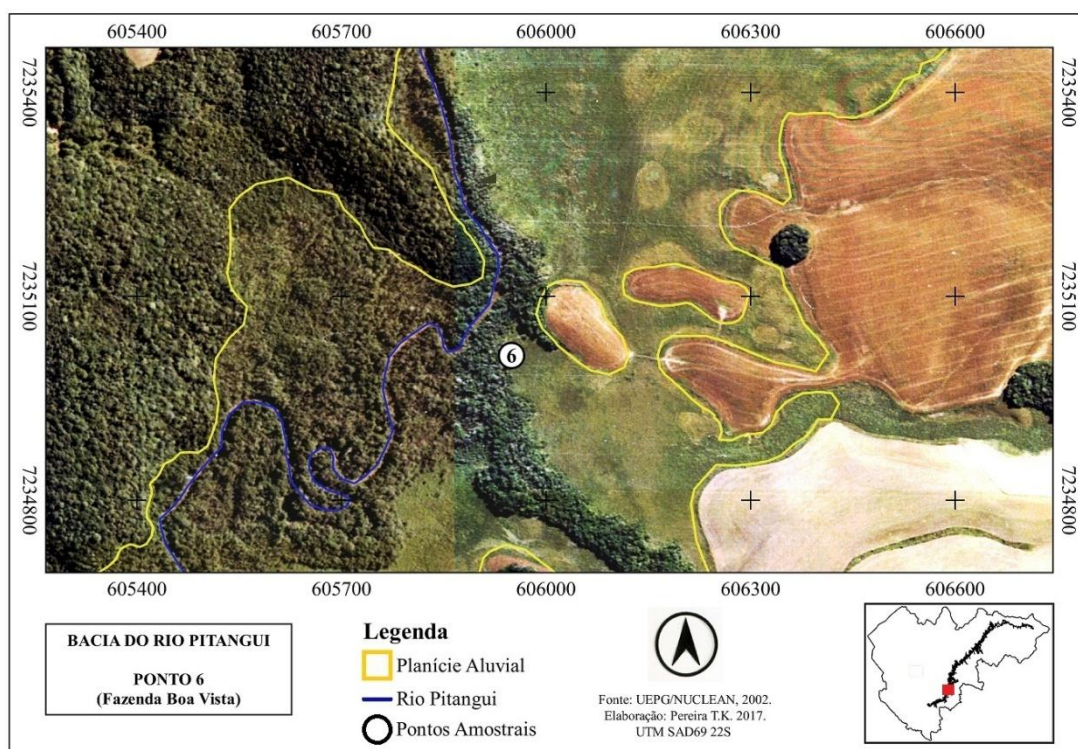 605400 605700 606000 606300 606600
7235400 7235400
7235100 7235100
6
7234800 7234800
605400 605700 606000 606300 606600
BACIA DO RIO PITANGUI
PONTO 6
(Fazenda Boa Vista)
Legenda
Planície Aluvial
Rio Pitangui
Pontos Amostrais
Fonte: UEPG/NUCLEAN, 2002.
Elaboração: Pereira T.K. 2017.
UTM SAD69 22S